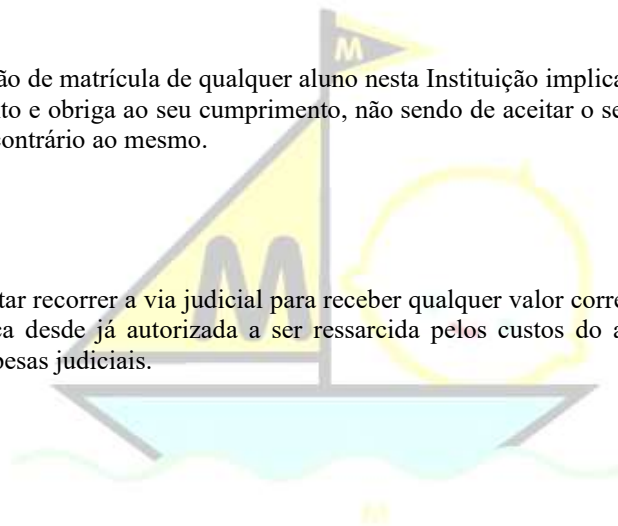 M
ão de matrícula de qualquer aluno nesta Instituição implica
to e obriga ao seu cumprimento, não sendo de aceitar o se
contrário ao mesmo.
M
tar recorrer a via judicial para receber qualquer valor corre
ca desde já autorizada a ser ressarcida pelos custos do a
pesas judiciais.
M